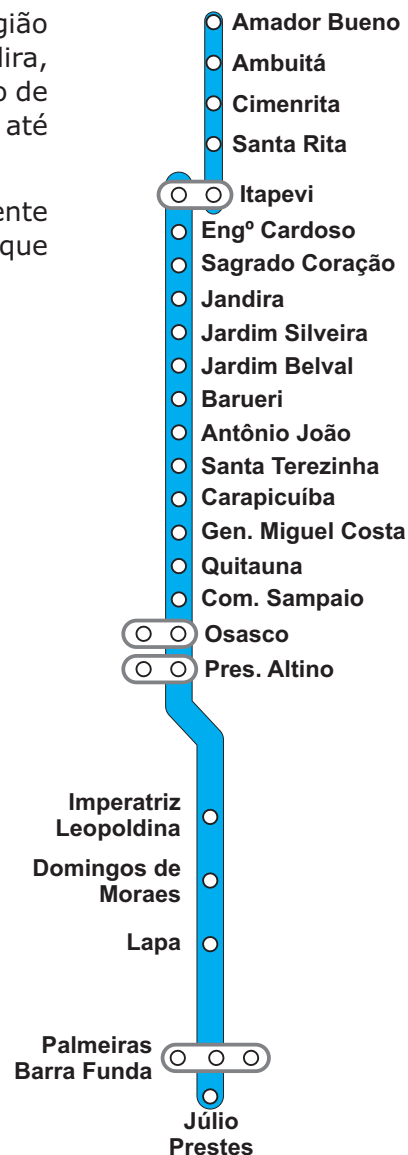 gião
lira,
o de
até
ente
que
Amador Bueno
Ambuitá
Cimenrita
Santa Rita
Itapevi
Engº Cardoso
Sagrado Coração
Jandira
Jardim Silveira
Jardim Belval
Barueri
Antônio João
Santa Terezinha
Carapicuíba
Gen. Miguel Costa
Quitauna
Com. Sampaio
Osasco
Pres. Altino
Imperatriz
Leopoldina
Domingos de
Moraes
Lapa
Palmeiras
Barra Funda
Júlio
Prestes